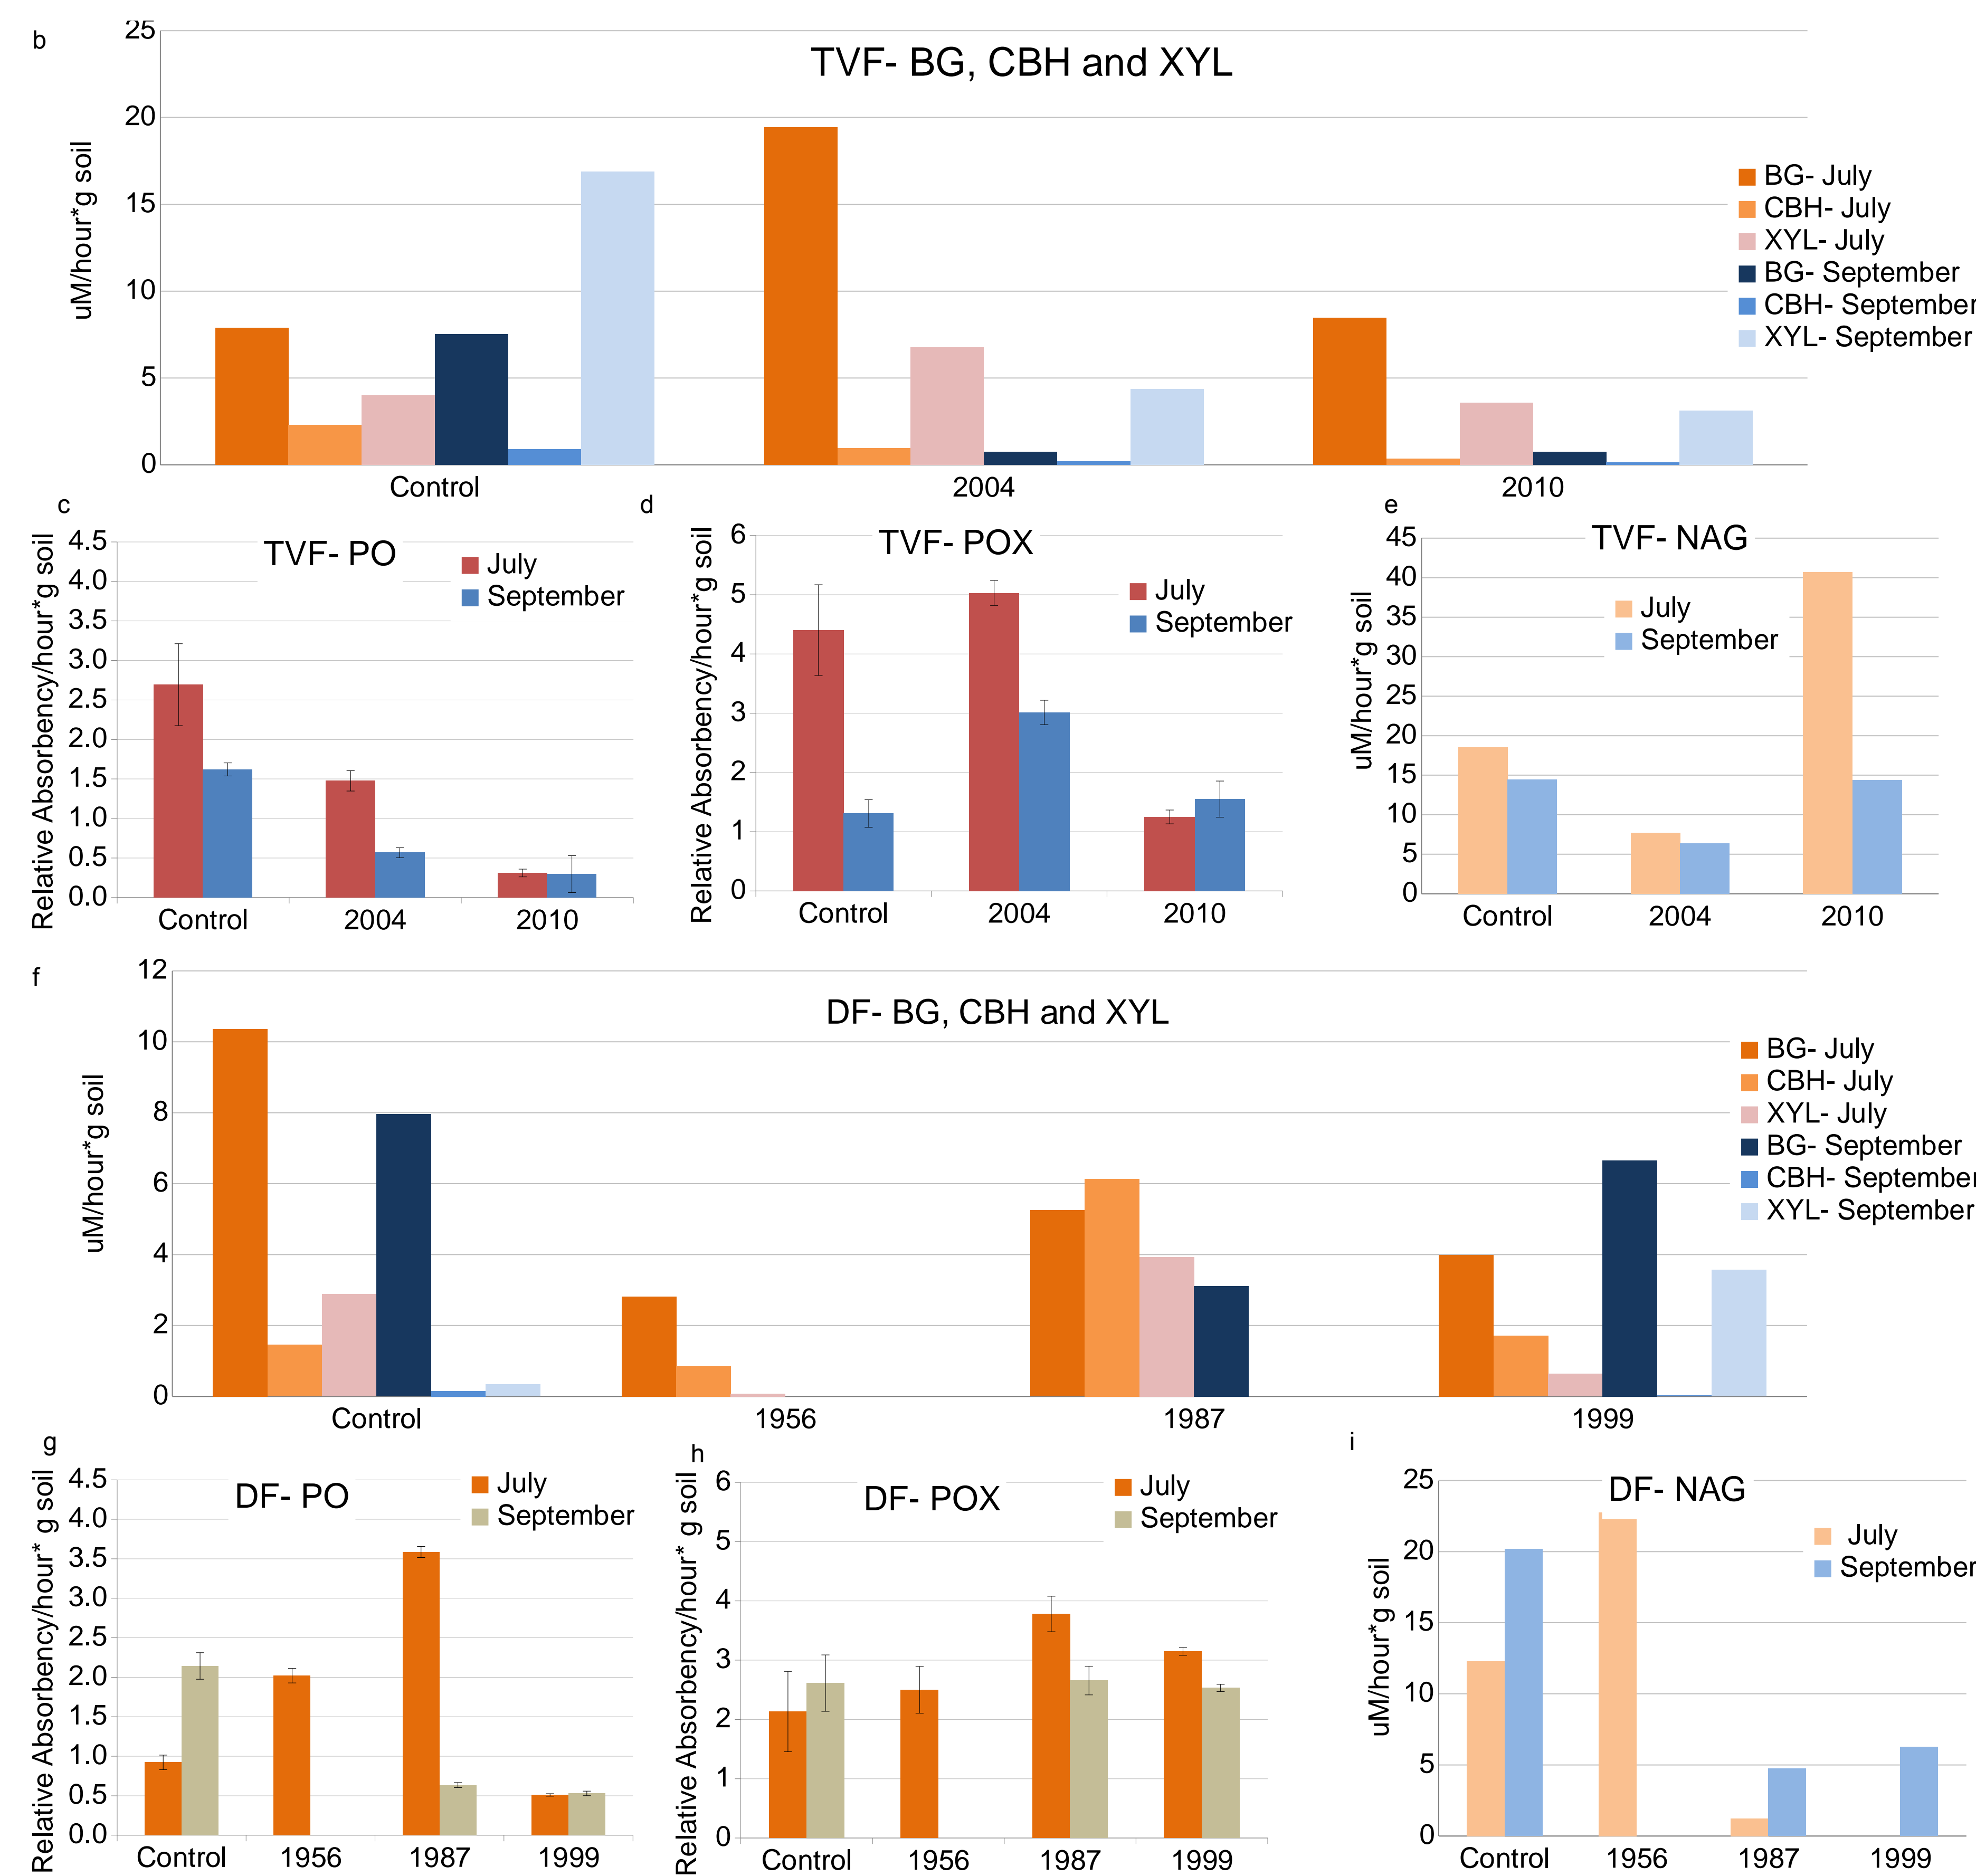 b
TVF- BG, CBH and XYL
25
20
15
10
5
0
uM/hour*g soil
BG- July
CBH- July
XYL- July
BG- September
CBH- September
XYL- September
Control 2004 2010
c
TVF- PO
4.5
4.0
3.5
3.0
2.5
2.0
1.5
1.0
0.5
0.0
Relative Absorbency/hour*g soil
July
September
Control 2004 2010
d
TVF- POX
6
5
4
3
2
1
0
Relative Absorbency/hour*g soil
July
September
Control 2004 2010
e
TVF- NAG
45
40
35
30
25
20
15
10
5
0
uM/hour*g soil
July
September
Control 2004 2010
f
DF- BG, CBH and XYL
12
10
8
6
4
2
0
uM/hour*g soil
BG- July
CBH- July
XYL- July
BG- September
CBH- September
XYL- September
Control 1956 1987 1999
g
DF- PO
4.5
4.0
3.5
3.0
2.5
2.0
1.5
1.0
0.5
0.0
Relative Absorbency/hour* g soil
July
September
Control 1956 1987 1999
h
DF- POX
6
5
4
3
2
1
0
Relative Absorbency/hour* g soil
July
September
Control 1956 1987 1999
i
DF- NAG
25
20
15
10
5
0
uM/hour*g soil
July
September
Control 1956 1987 1999